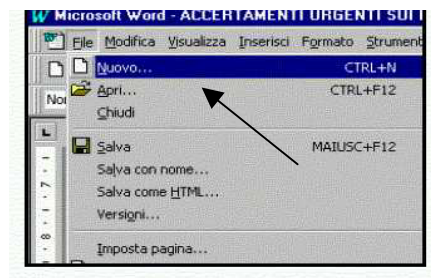 Microsoft Word - ACCERTAMENTI URGENTI SUI
File Modifica Visualizza Inserisci Formato Strument
Nuovo... CTRL+N
Apri... CTRL+F12
Chiudi
Salva MAIUSC+F12
Salva con nome...
Salva come HTML...
Versioni...
Imposta pagina...